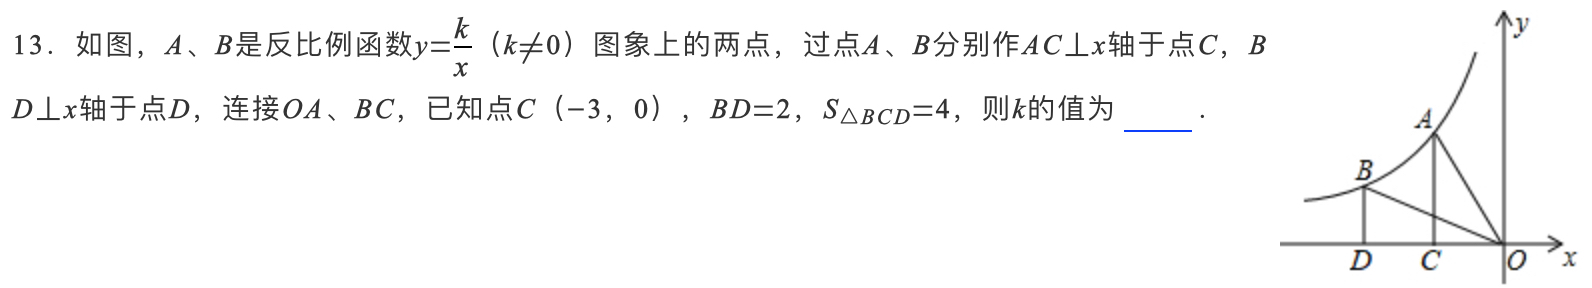 13．如图，A、B是反比例函数y=k/x（k≠0）图象上的两点，过点A、B分别作AC⊥x轴于点C，B
D⊥x轴于点D，连接OA、BC，已知点C（−3，0），BD=2，S△BCD=4，则k的值为 ____ ．
y
A
B
D C O x